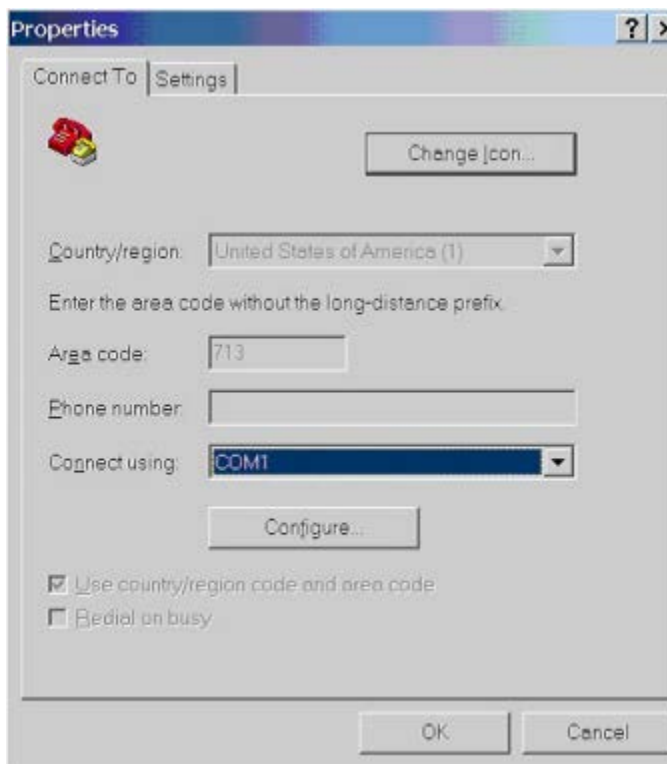 Properties
Connect To Settings
Change Icon...
Country/region: United States of America (1)
Enter the area code without the long-distance prefix.
Area code: 713
Phone number:
Connect using: COM1
Configure...
Use country/region code and area code
Redial on busy
OK Cancel